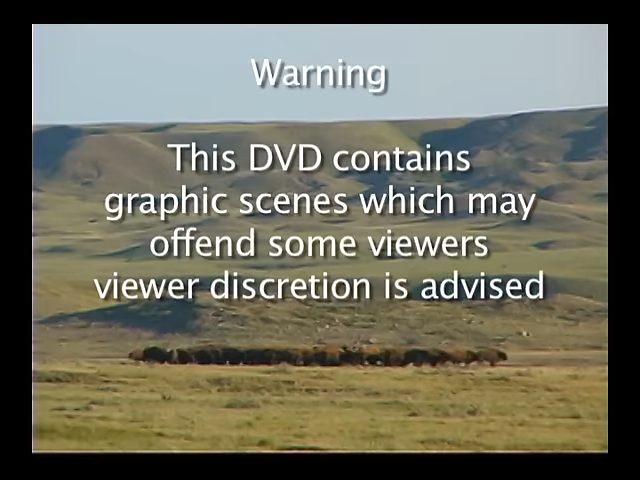 Warning
This DVD contains
graphic scenes which may
offend some viewers
viewer discretion is advised